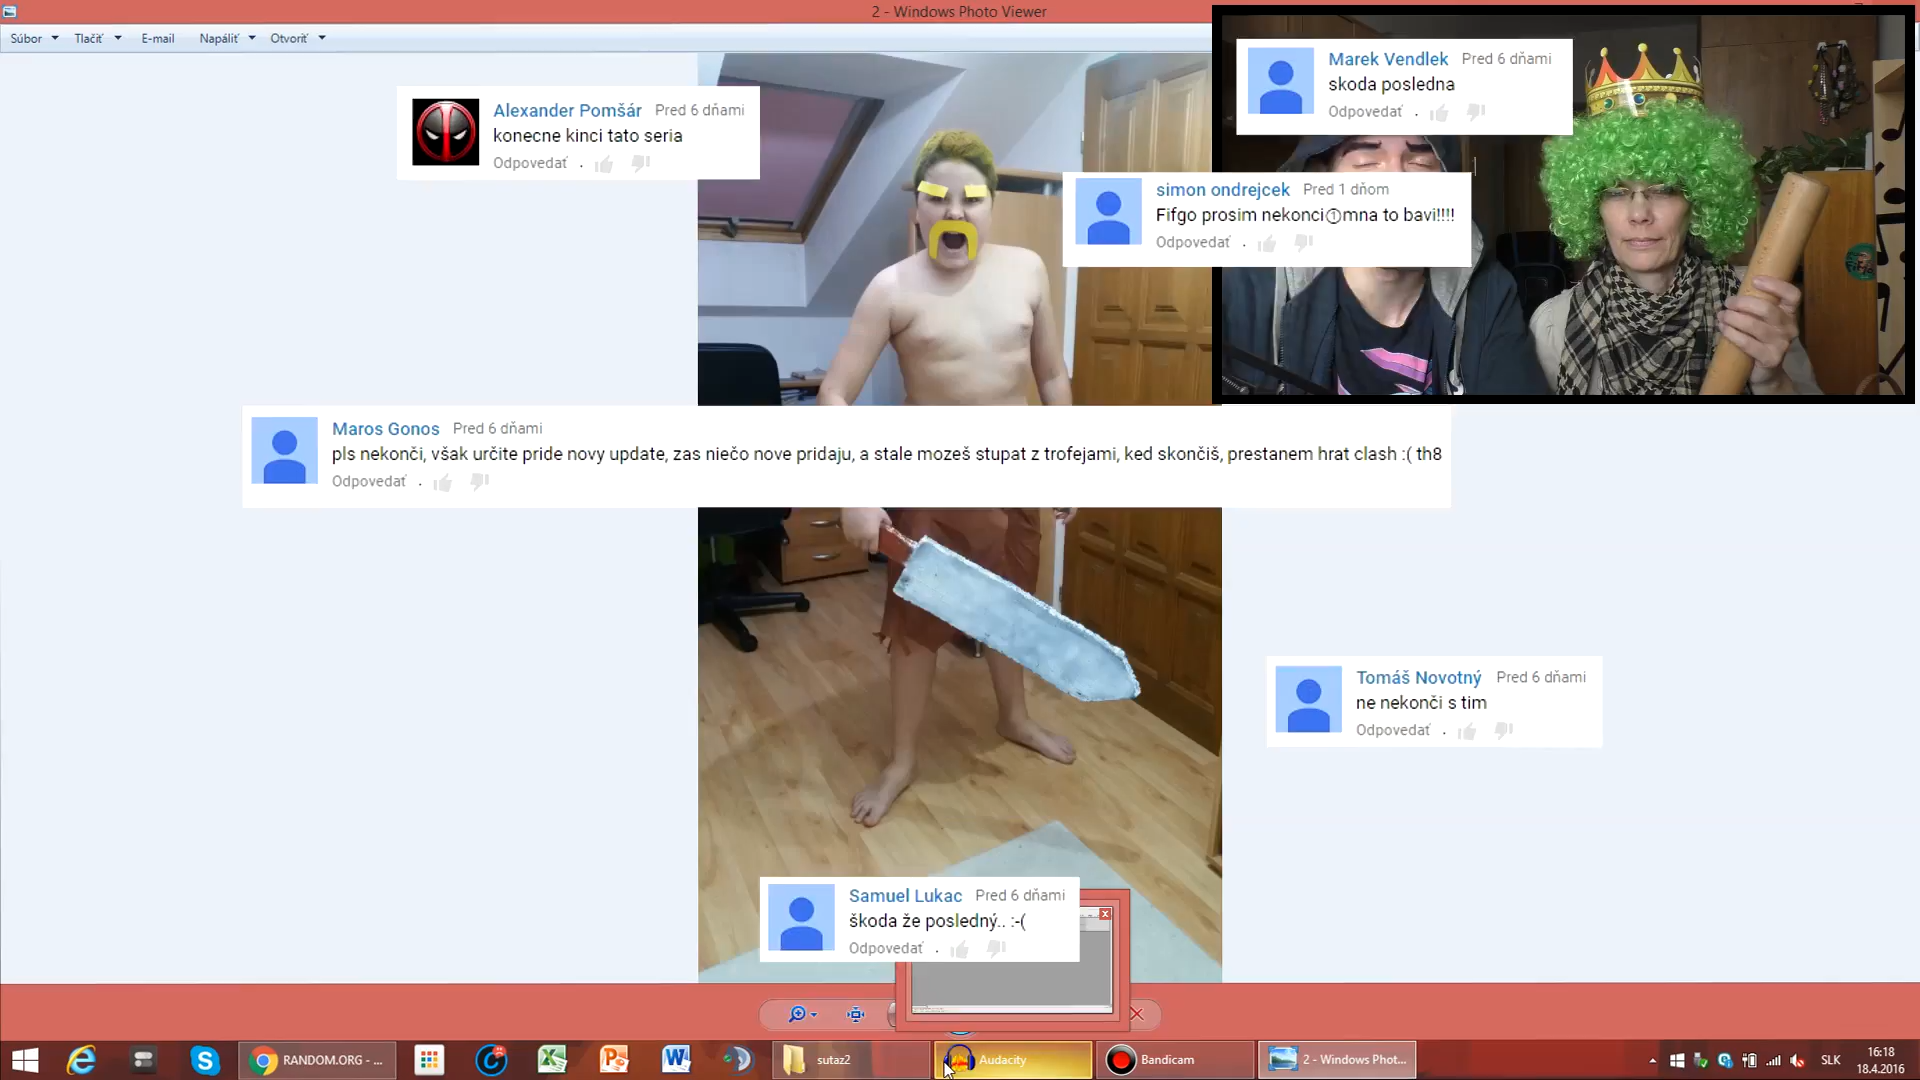 2 - Windows Photo Viewer
Súbor Tlačiť E-mail Napáliť Otvoriť
Marek Vendlek Pred 6 dňami
skoda posledna
Odpovedať
Alexander Pomšár Pred 6 dňami
konecne kinci tato seria
Odpovedať
simon ondrejcek Pred 1 dňom
Fifgo prosim nekonci①mna to bavi!!!!
Odpovedať
Maros Gonos Pred 6 dňami
pls nekonči, však určite pride novy update, zas niečo nove pridaju, a stale mozeš stupat z trofejami, ked skončiš, prestanem hrat clash :( th8
Odpovedať
Tomáš Novotný Pred 6 dňami
ne nekonči s tim
Odpovedať
Samuel Lukac Pred 6 dňami
škoda že posledný.. :-(
Odpovedať
RANDOM.ORG - ... sutaz2 Audacity Bandicam 2 - Windows Phot... SLK 16:18
18.4.2016